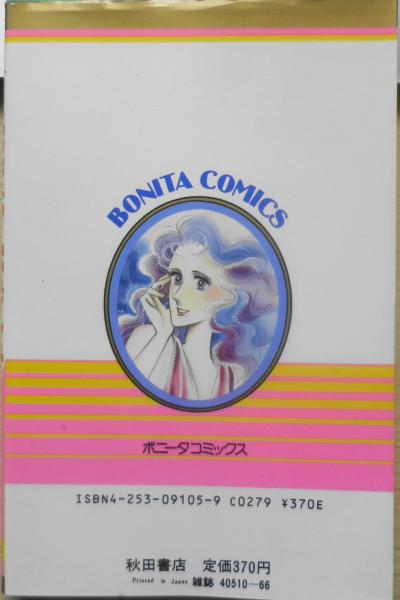 BONITA COMICS
ボニータコミックス
ISBN4-253-09105-9 C0279 ¥370E
秋田書店 定価370円
Printed in Japan 雑誌 40510—66